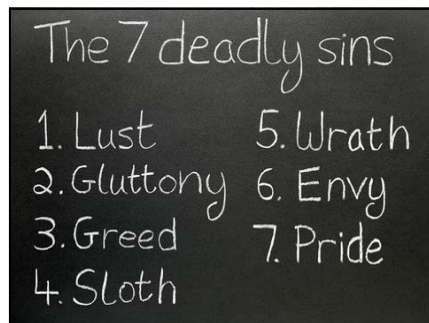 The 7 deadly sins
1. Lust
2. Gluttony
3. Greed
4. Sloth
5. Wrath
6. Envy
7. Pride